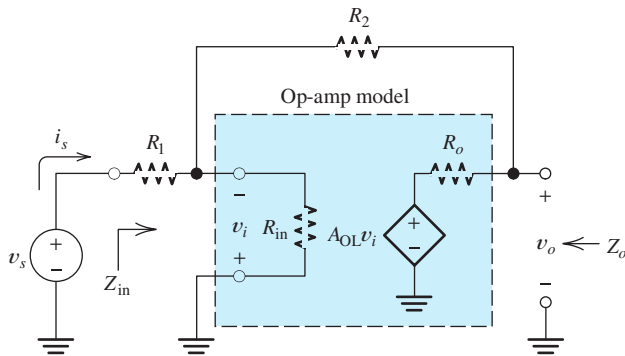 R2
Op-amp model
is
R1
Ro
+
−
vs
Zin
−
vi
+
Rin
AOLvi
+
−
+
vo
−
Zo